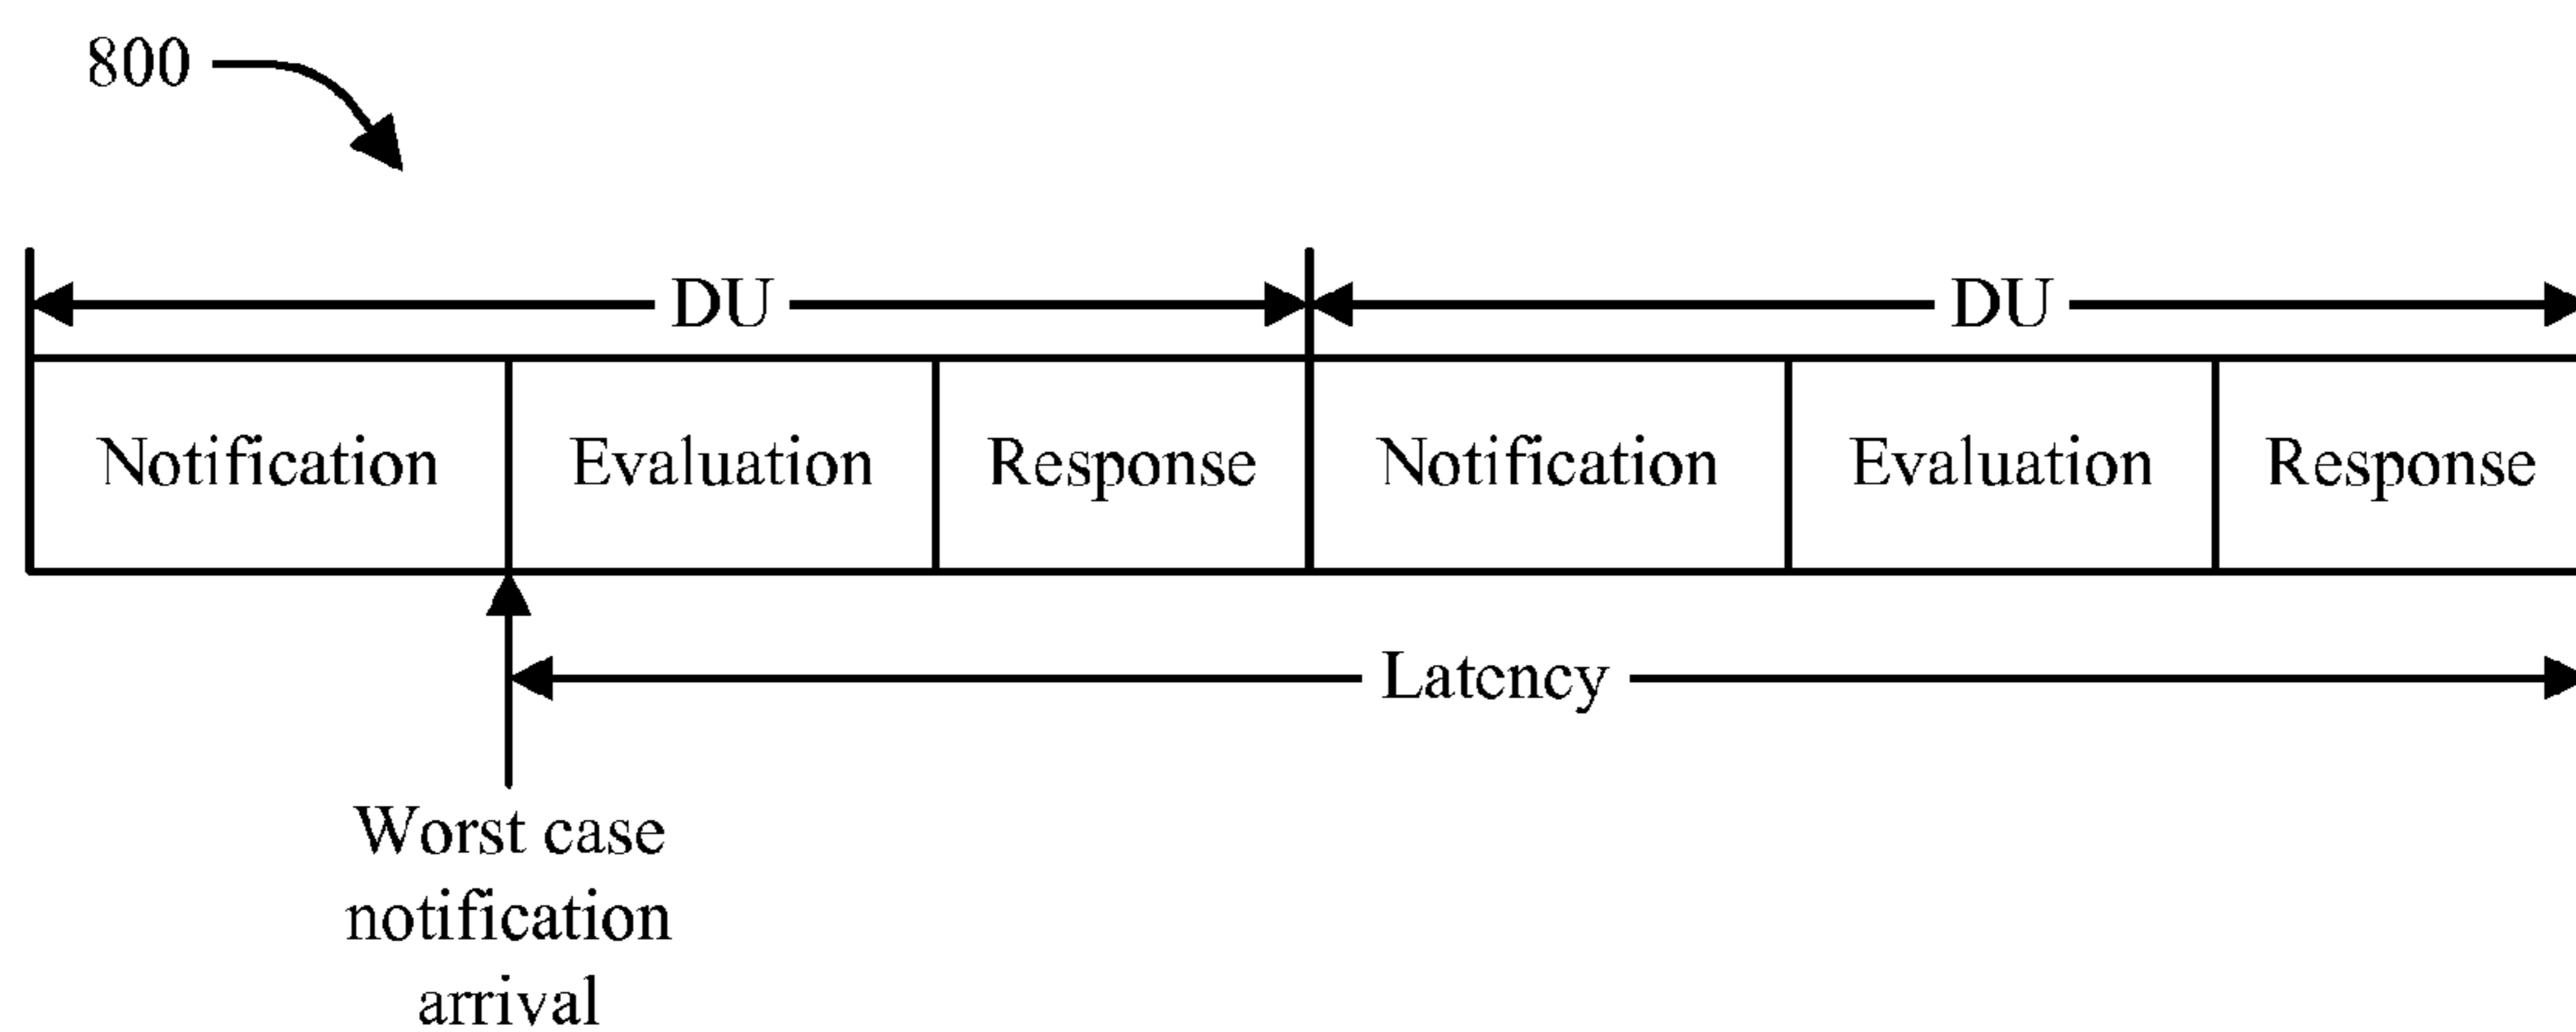 800
DU DU
Notification Evaluation Response Notification Evaluation Response
Latency
Worst case
notification
arrival